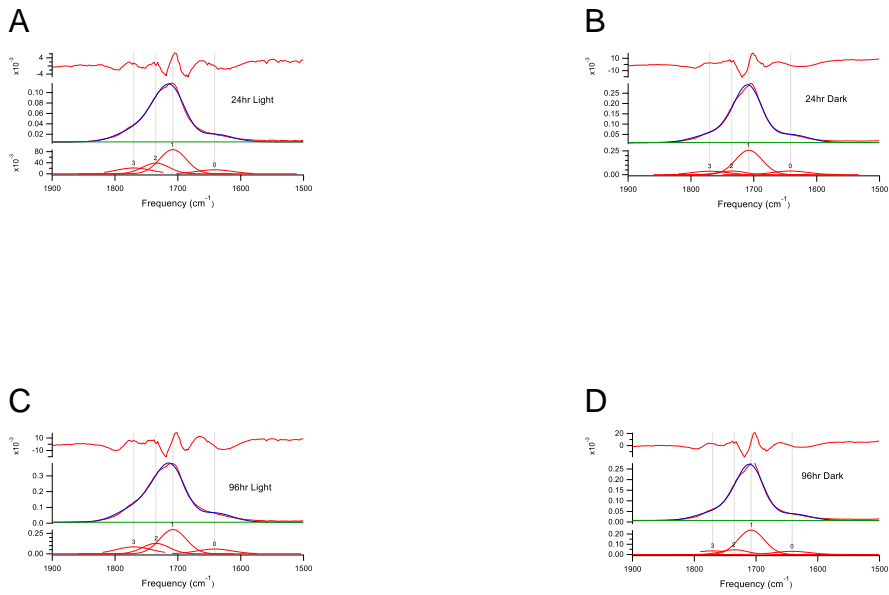 A
x10⁻³
4
-4
0.10
0.08
0.06
0.04
0.02
24hr Light
x10⁻³
80
40
0
3 2 1 0
1900 1800 1700 1600 1500
Frequency (cm⁻¹)
B
x10⁻³
10
-10
0.25
0.20
0.15
0.10
0.05
24hr Dark
0.25
0.00
3 2 1 0
1900 1800 1700 1600 1500
Frequency (cm⁻¹)
C
x10⁻³
10
-10
0.3
0.2
0.1
0.0
96hr Light
0.25
0.00
3 2 1 0
1900 1800 1700 1600 1500
Frequency (cm⁻¹)
D
x10⁻³
20
0
0.25
0.20
0.15
0.10
0.05
0.00
96hr Dark
0.20
0.10
0.00
3 2 1 0
1900 1800 1700 1600 1500
Frequency (cm⁻¹)